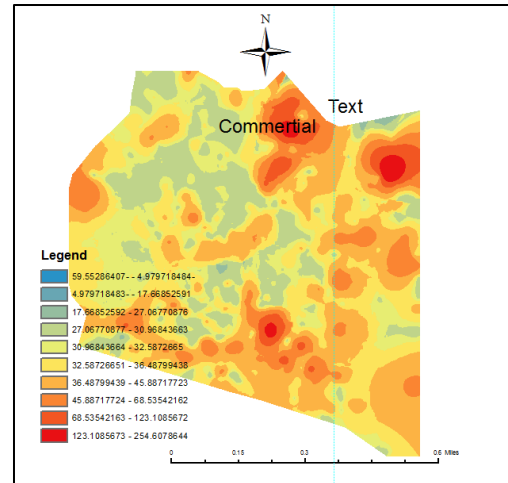 N
Text
Commertial
Legend
59.55286407- - 4.979718484-
4.979718483- - 17.66852591
17.66852592 - 27.06770876
27.06770877 - 30.96843663
30.96843664 - 32.5872665
32.58726651 - 36.48799438
36.48799439 - 45.88717723
45.88717724 - 68.53542162
68.53542163 - 123.1085672
123.1085673 - 254.6078644
0 0.15 0.3 0.6 Miles